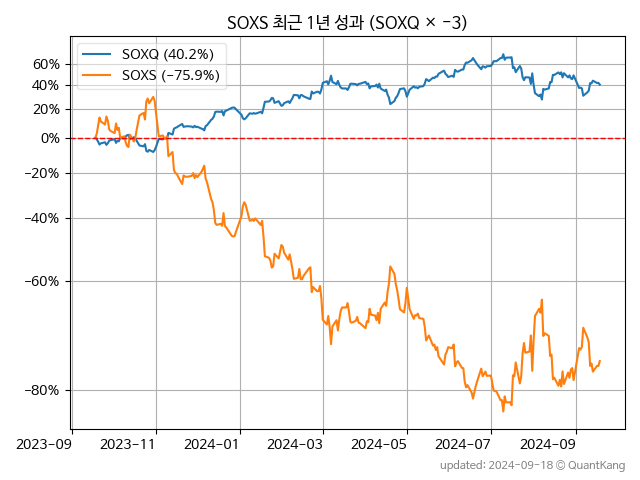 SOXS 최근 1년 성과 (SOXQ × −3)
SOXQ (40.2%)
SOXS (−75.9%)
60%
40%
20%
0%
−20%
−40%
−60%
−80%
2023−09 2023−11 2024−01 2024−03 2024−05 2024−07 2024−09
updated: 2024−09−18 © QuantKang